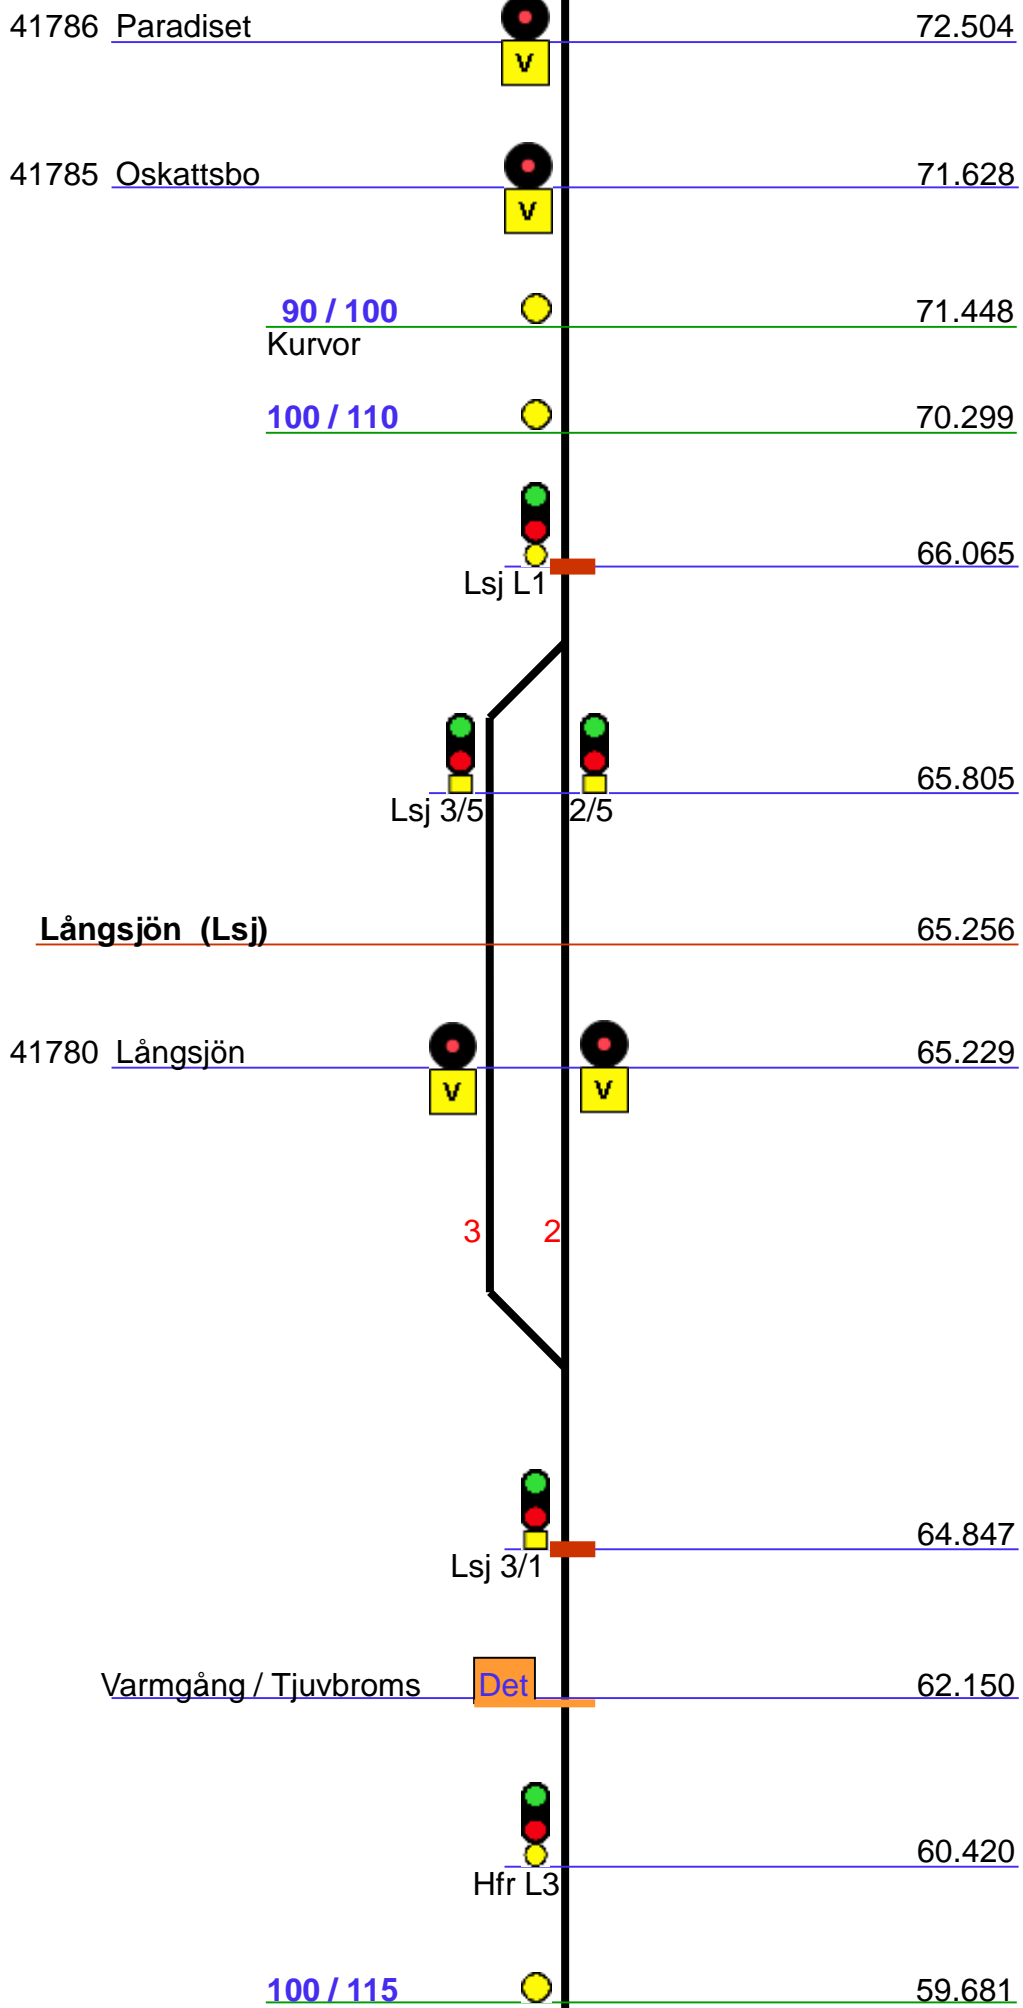 41786 Paradiset 72.504
V
41785 Oskattsbo 71.628
V
90 / 100 71.448
Kurvor
100 / 110 70.299
66.065
Lsj L1
65.805
Lsj 3/5 2/5
Långsjön (Lsj) 65.256
41780 Långsjön 65.229
V V
3 2
64.847
Lsj 3/1
Varmgång / Tjuvbroms Det 62.150
60.420
Hfr L3
100 / 115 59.681